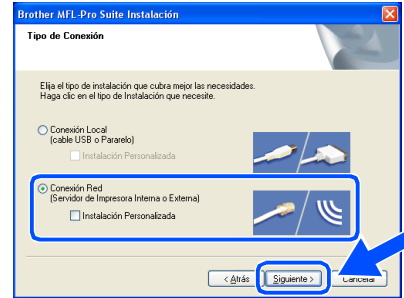 Brother MFL-Pro Suite Instalación
Tipo de Conexión
Elija el tipo de instalación que cubra mejor las necesidades.
Haga clic en el tipo de Instalación que necesite.
Conexión Local
(cable USB o Pararelo)
Instalación Personalizada
Conexión Red
(Servidor de Impresora Interna o Externa)
Instalación Personalizada
< Atrás
Siguiente >
Cancelar